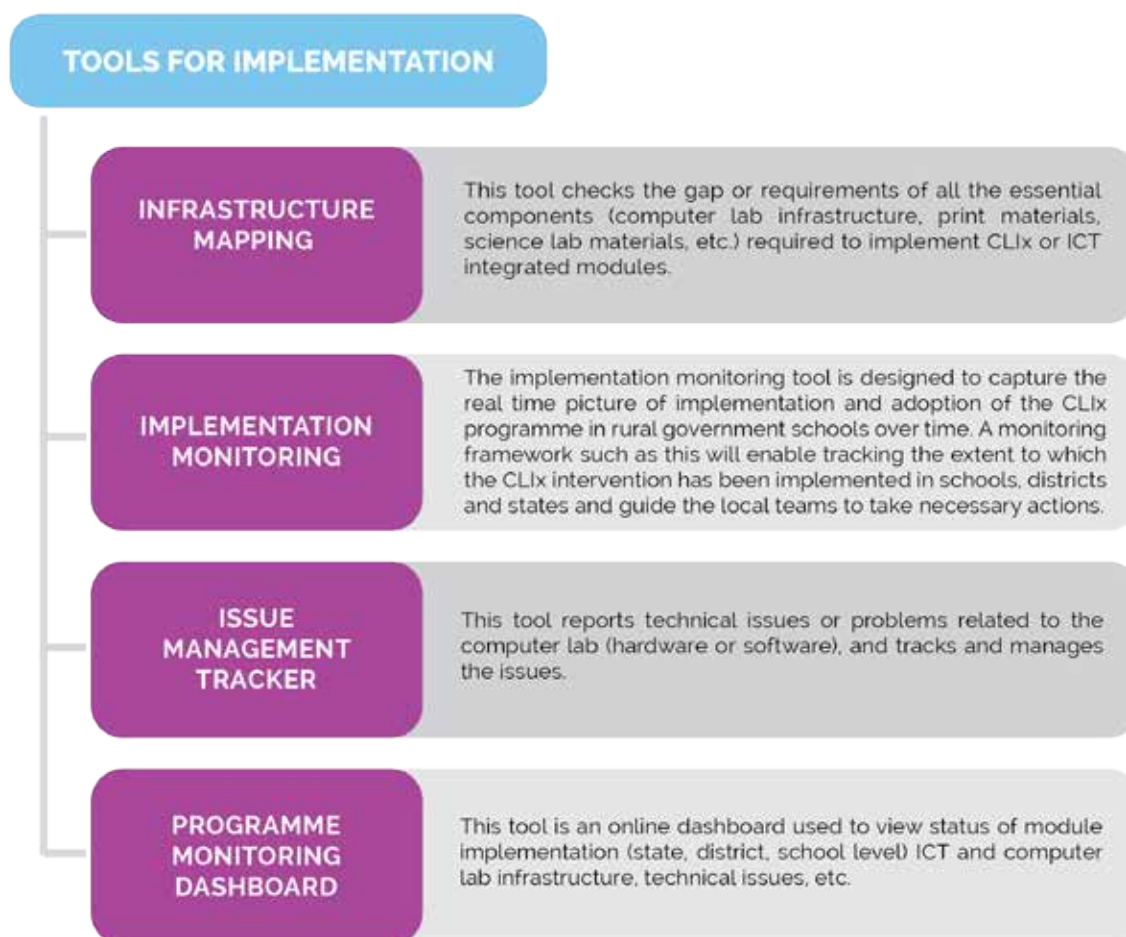 TOOLS FOR IMPLEMENTATION
INFRASTRUCTURE
MAPPING
This tool checks the gap or requirements of all the essential
components (computer lab infrastructure, print materials,
science lab materials, etc.) required to implement CLIx or ICT
integrated modules.
IMPLEMENTATION
MONITORING
The implementation monitoring tool is designed to capture the
real time picture of implementation and adoption of the CLIx
programme in rural government schools over time. A monitoring
framework such as this will enable tracking the extent to which
the CLIx intervention has been implemented in schools, districts
and states and guide the local teams to take necessary actions.
ISSUE
MANAGEMENT
TRACKER
This tool reports technical issues or problems related to the
computer lab (hardware or software), and tracks and manages
the issues.
PROGRAMME
MONITORING
DASHBOARD
This tool is an online dashboard used to view status of module
implementation (state, district, school level) ICT and computer
lab infrastructure, technical issues, etc.